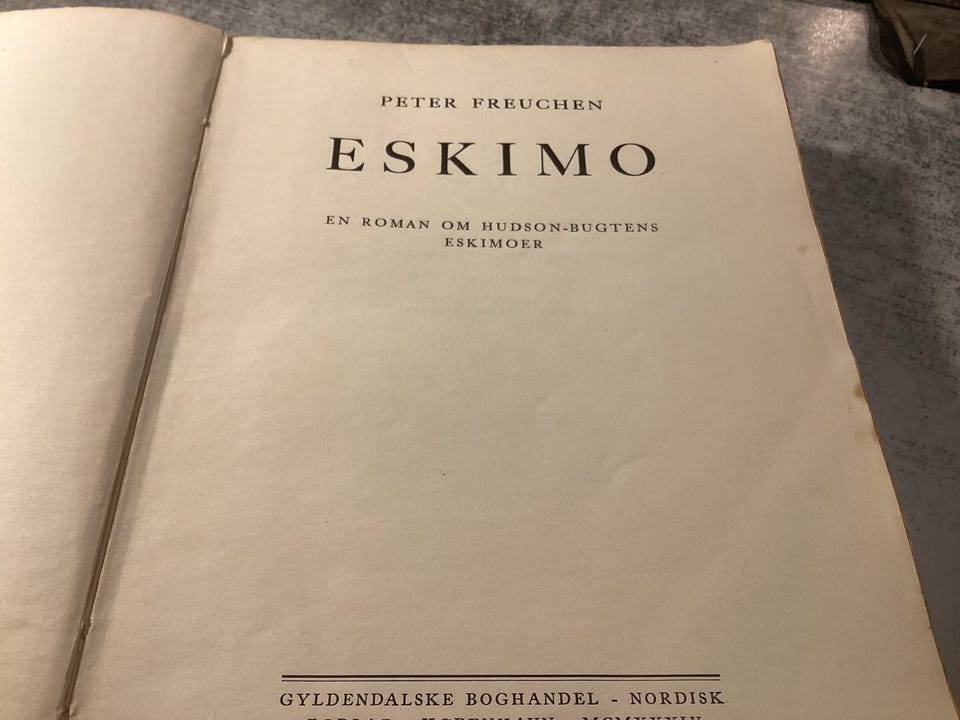 PETER FREUCHEN
ESKIMO
EN ROMAN OM HUDSON-BUGTENS
ESKIMOER
GYLDENDALSKE BOGHANDEL - NORDISK